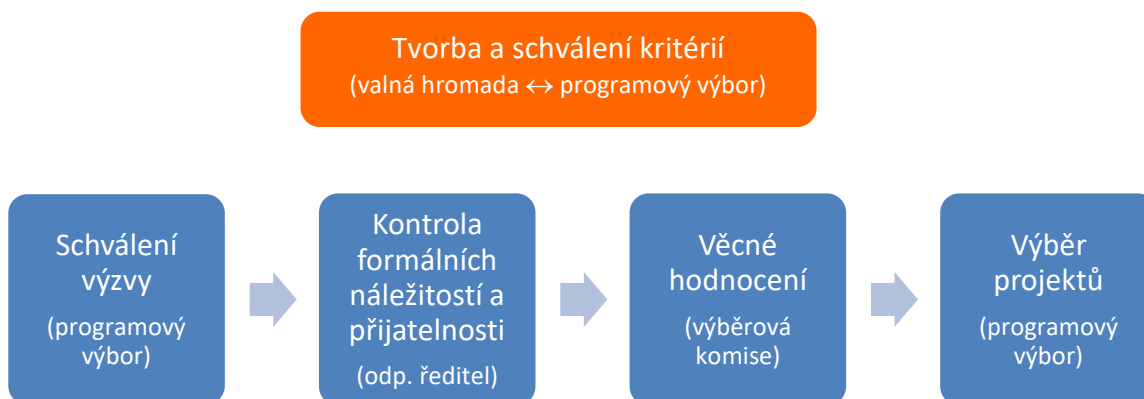 Tvorba a schválení kritérií
(valná hromada ↔ programový výbor)
Schválení
výzvy
(programový
výbor)
Kontrola
formálních
náležitostí a
přijatelnosti
(odp. ředitel)
Věcné
hodnocení
(výběrová
komise)
Výběr
projektů
(programový
výbor)